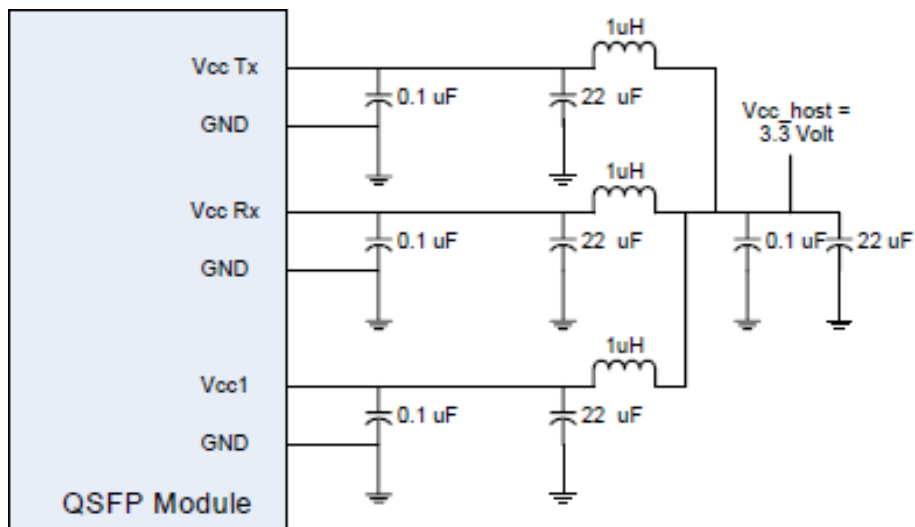 1uH
Vcc Tx
0.1 uF
22 uF
GND
Vcc_host =
3.3 Volt
1uH
Vcc Rx
0.1 uF
22 uF
0.1 uF
22 uF
GND
1uH
Vcc1
0.1 uF
22 uF
GND
QSFP Module